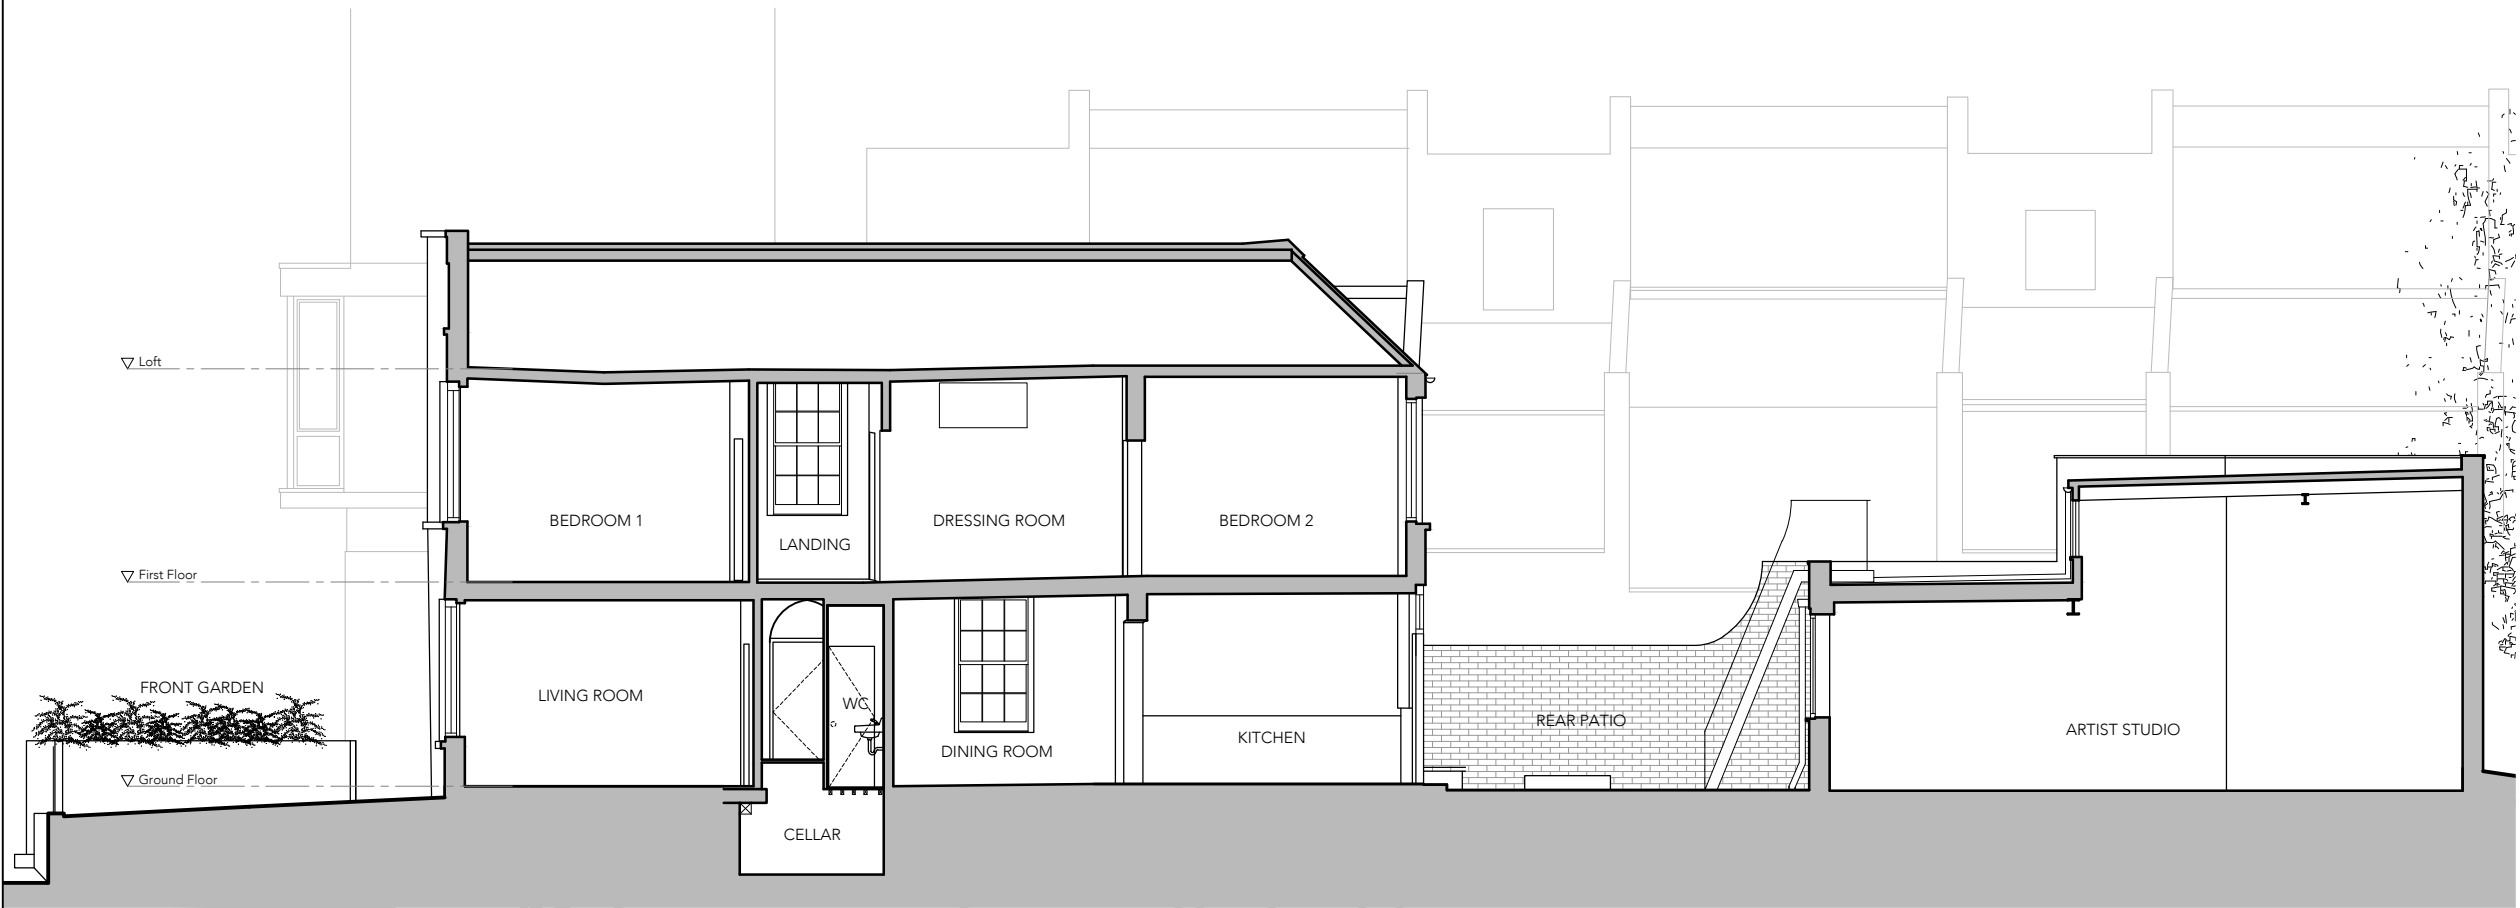 Loft
BEDROOM 1
LANDING
DRESSING ROOM
BEDROOM 2
First Floor
FRONT GARDEN
LIVING ROOM
WC
DINING ROOM
KITCHEN
REAR PATIO
ARTIST STUDIO
Ground Floor
CELLAR